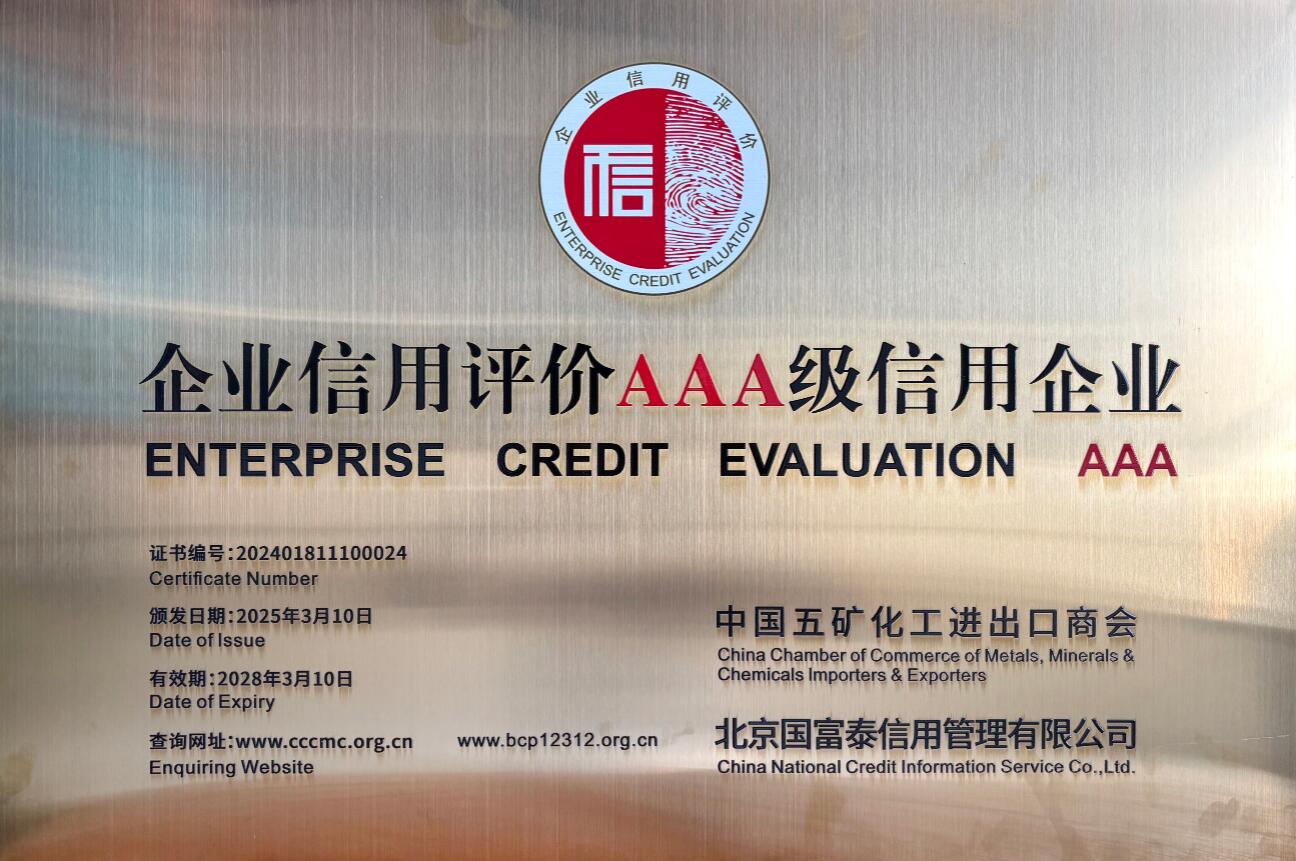 企业信用评价
信
ENTERPRISE CREDIT EVALUATION
企业信用评价AAA级信用企业
ENTERPRISE CREDIT EVALUATION AAA
证书编号:202401811100024
Certificate Number
颁发日期:2025年3月10日
Date of Issue
有效期:2028年3月10日
Date of Expiry
查询网址:www.cccmc.org.cn www.bcp12312.org.cn
Enquiring Website
中国五矿化工进出口商会
China Chamber of Commerce of Metals, Minerals &
Chemicals Importers & Exporters
北京国富泰信用管理有限公司
China National Credit Information Service Co.,Ltd.